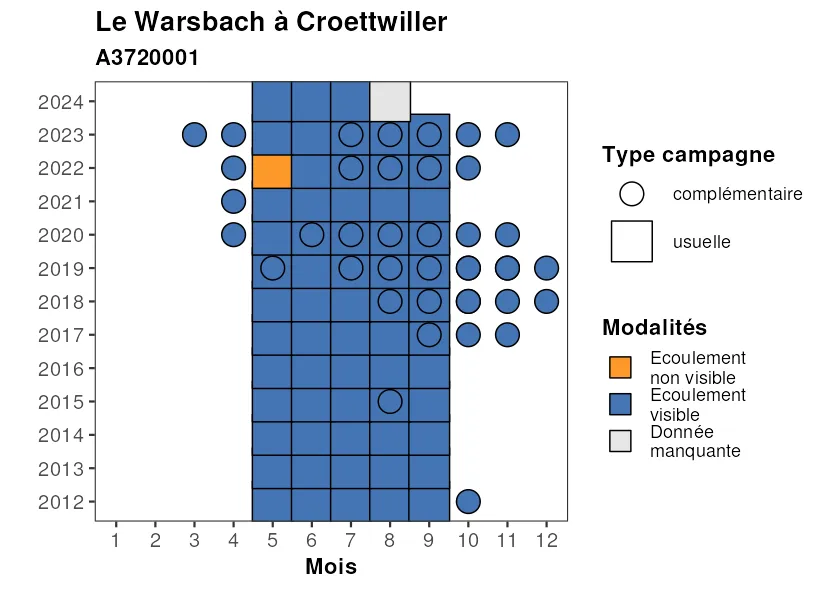 Le Warsbach à Croettwiller
A3720001
2024
2023
2022
2021
2020
2019
2018
2017
2016
2015
2014
2013
2012
1 2 3 4 5 6 7 8 9 10 11 12
Mois
Type campagne
complémentaire
usuelle
Modalités
Ecoulement
non visible
Ecoulement
visible
Donnée
manquante